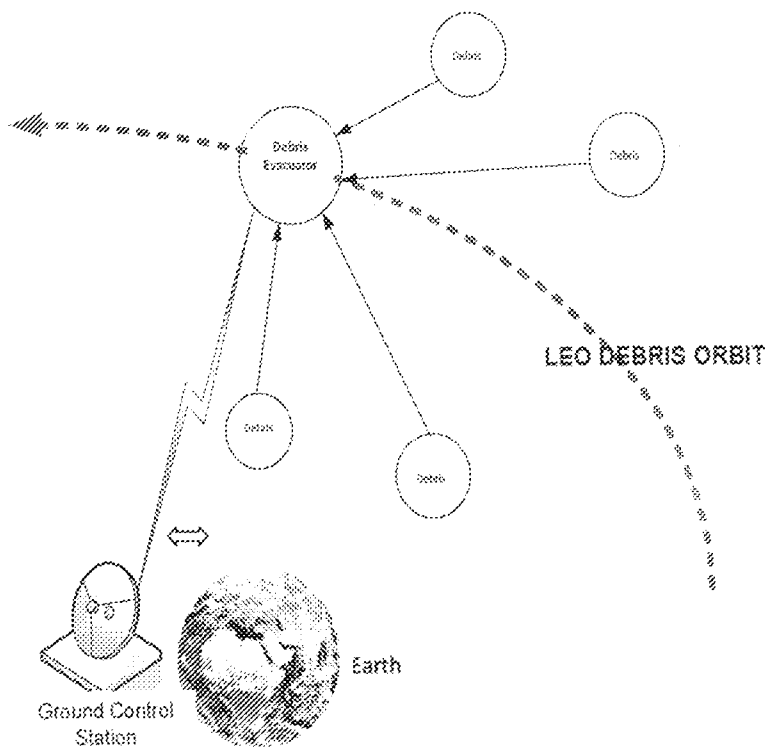 Debris
Debris
Evacuator
Debris
LEO DEBRIS ORBIT
Debris
Debris
Earth
Ground Control
Station